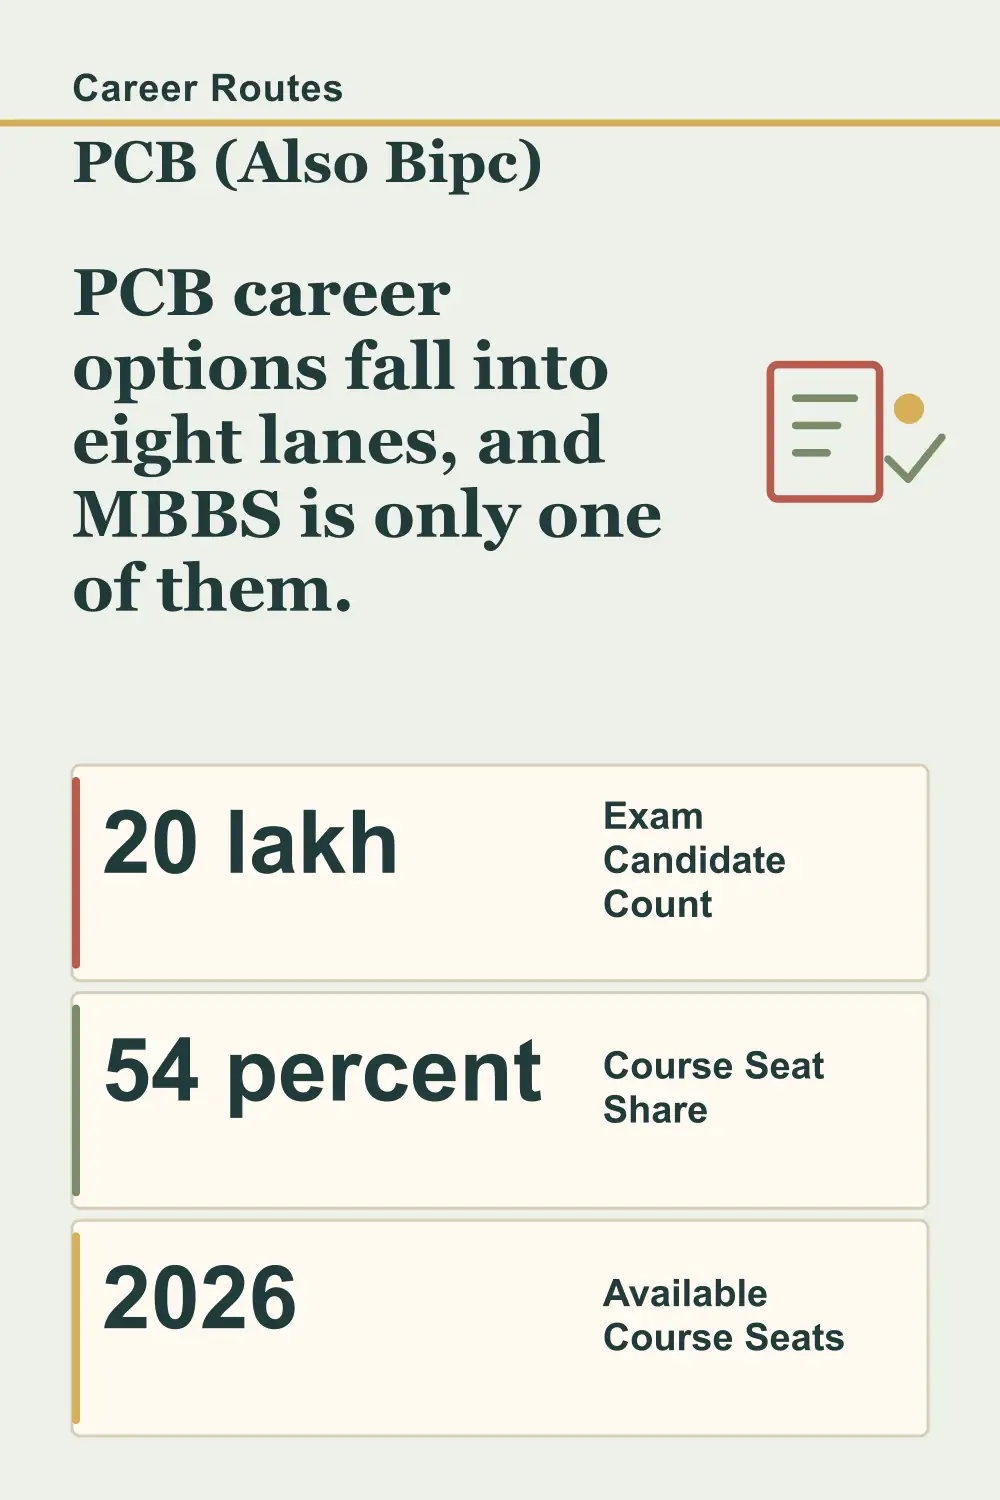 Career Routes
PCB (Also Bipc)
PCB career
options fall into
eight lanes, and
MBBS is only one
of them.
20 lakh
Exam
Candidate
Count
54 percent
Course Seat
Share
2026
Available
Course Seats